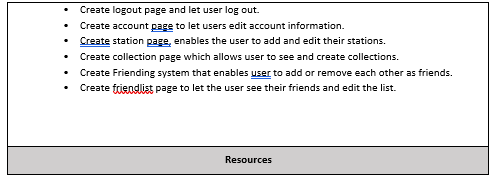 • Create logout page and let user log out.
• Create account page to let users edit account information.
• Create station page, enables the user to add and edit their stations.
• Create collection page which allows user to see and create collections.
• Create Friending system that enables user to add or remove each other as friends.
• Create friendlist page to let the user see their friends and edit the list.
Resources